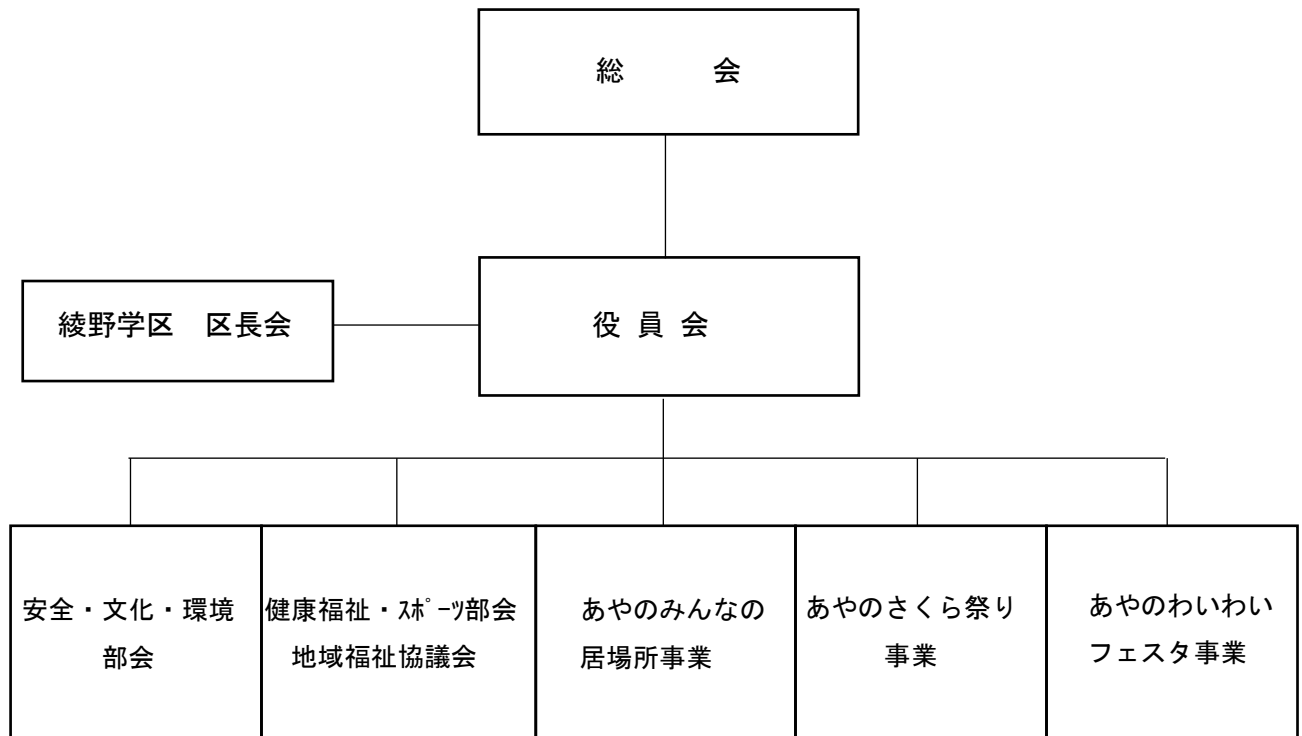 総　　会
綾野学区　区長会
役 員 会
安全・文化・環境
部会
健康福祉・ｽﾎﾟｰﾂ部会
地域福祉協議会
あやのみんなの
居場所事業
あやのさくら祭り
事業
あやのわいわい
フェスタ事業